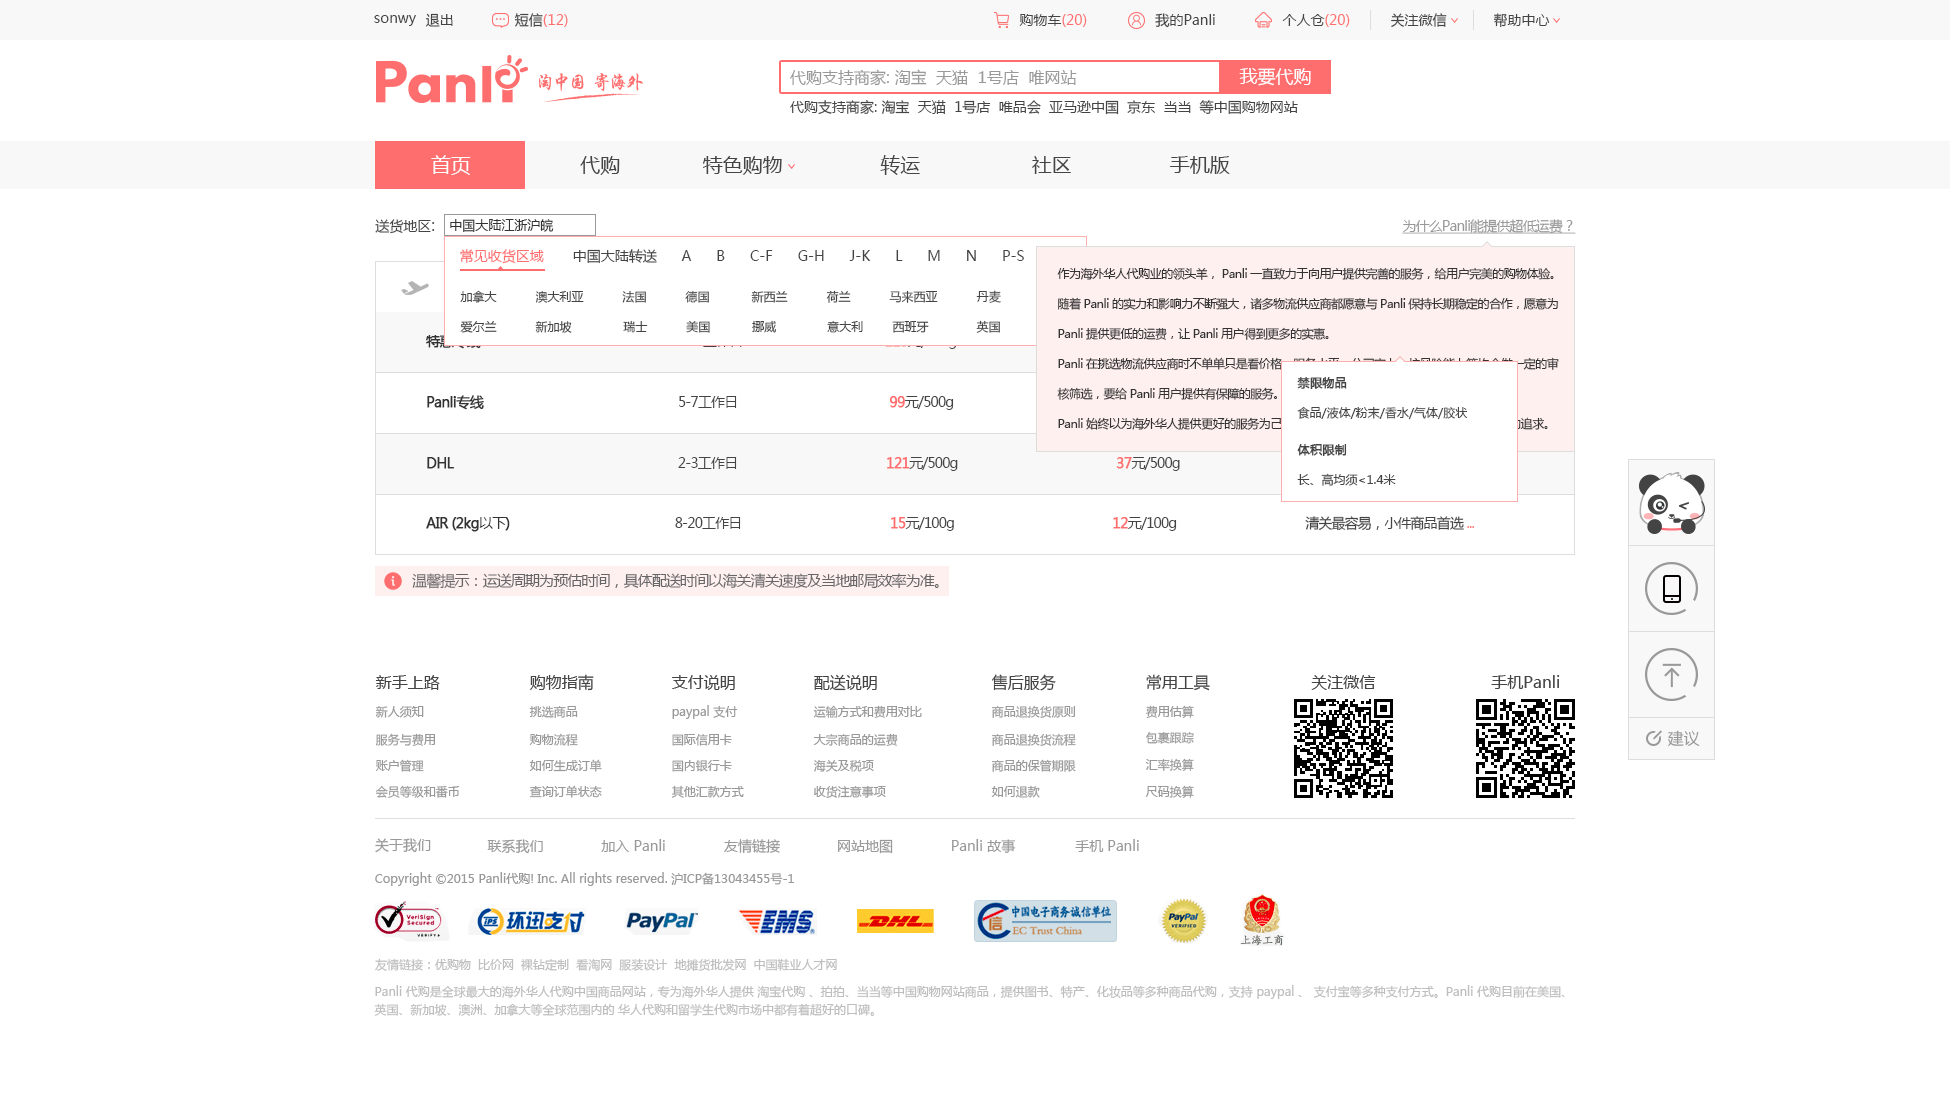 sonwy 退出 短信(12) 购物车(20) 我的Panli 个人仓(20) 关注微信 帮助中心
Panli 淘中国 寄海外
代购支持商家: 淘宝 天猫 1号店 唯网站 我要代购
代购支持商家: 淘宝 天猫 1号店 唯品会 亚马逊中国 京东 当当 等中国购物网站
首页 代购 特色购物 转运 社区 手机版
送货地区: 中国大陆江浙沪皖 为什么Panli能提供超低运费？
常见收货区域 中国大陆转送 A B C-F G-H J-K L M N P-S
加拿大 澳大利亚 法国 德国 新西兰 荷兰 马来西亚 丹麦
爱尔兰 新加坡 瑞士 美国 挪威 意大利 西班牙 英国
作为海外华人代购业的领头羊， Panli 一直致力于向用户提供完善的服务，给用户完美的购物体验。
随着 Panli 的实力和影响力不断强大，诸多物流供应商都愿意与 Panli 保持长期稳定的合作，愿意为
Panli 提供更低的运费，让 Panli 用户得到更多的实惠。
Panli 在挑选物流供应商时不单单只是看价格 一定的审
核筛选，要给 Panli 用户提供有保障的服务。
Panli 始终以为海外华人提供更好的服务为己 追求。
禁限物品
食品/液体/粉末/香水/气体/胶状
体积限制
长、高均须<1.4米
Panli专线 5-7工作日 99元/500g
DHL 2-3工作日 121元/500g 37元/500g
AIR (2kg以下) 8-20工作日 15元/100g 12元/100g 清关最容易，小件商品首选 ...
温馨提示：运送周期为预估时间，具体配送时间以海关清关速度及当地邮局效率为准。
建议
新手上路 购物指南 支付说明 配送说明 售后服务 常用工具 关注微信 手机Panli
新人须知 挑选商品 paypal 支付 运输方式和费用对比 商品退换货原则 费用估算
服务与费用 购物流程 国际信用卡 大宗商品的运费 商品退换货流程 包裹跟踪
账户管理 如何生成订单 国内银行卡 海关及税项 商品的保管期限 汇率换算
会员等级和番币 查询订单状态 其他汇款方式 收货注意事项 如何退款 尺码换算
关于我们 联系我们 加入 Panli 友情链接 网站地图 Panli 故事 手机 Panli
Copyright ©2015 Panli代购! Inc. All rights reserved. 沪ICP备13043455号-1
VeriSign Secured VERIFY IPS 环迅支付 PayPal EMS DHL 信 中国电子商务诚信单位 EC Trust China PayPal VERIFIED 上海工商
友情链接：优购物 比价网 裸钻定制 看淘网 服装设计 地摊货批发网 中国鞋业人才网
Panli 代购是全球最大的海外华人代购中国商品网站，专为海外华人提供 淘宝代购 、拍拍、当当等中国购物网站商品，提供图书、特产、化妆品等多种商品代购，支持 paypal 、 支付宝等多种支付方式。Panli 代购目前在美国、
英国、新加坡、澳洲、加拿大等全球范围内的 华人代购和留学生代购市场中都有着超好的口碑。